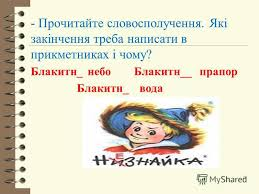 - Прочитайте словосполучення. Які
закінчення треба написати в
прикметниках і чому?
Блакитн_ небо Блакитн__ прапор
Блакитн_ вода
НЕЗНАЙКА
MyShared